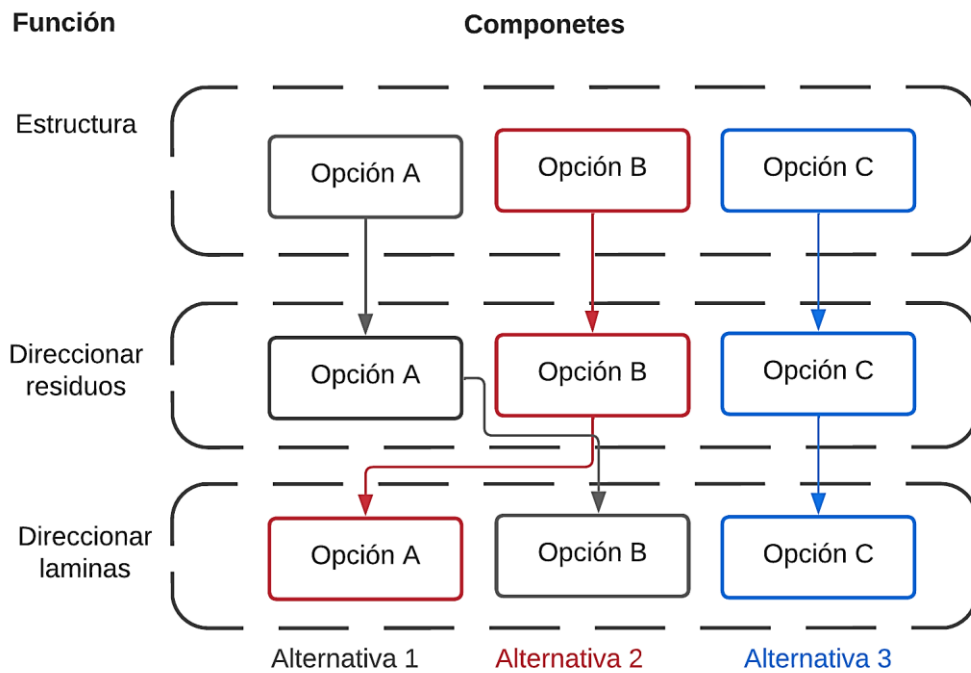 Función
Componetes
Estructura
Opción A
Opción B
Opción C
Direccionar
residuos
Opción A
Opción B
Opción C
Direccionar
laminas
Opción A
Opción B
Opción C
Alternativa 1
Alternativa 2
Alternativa 3